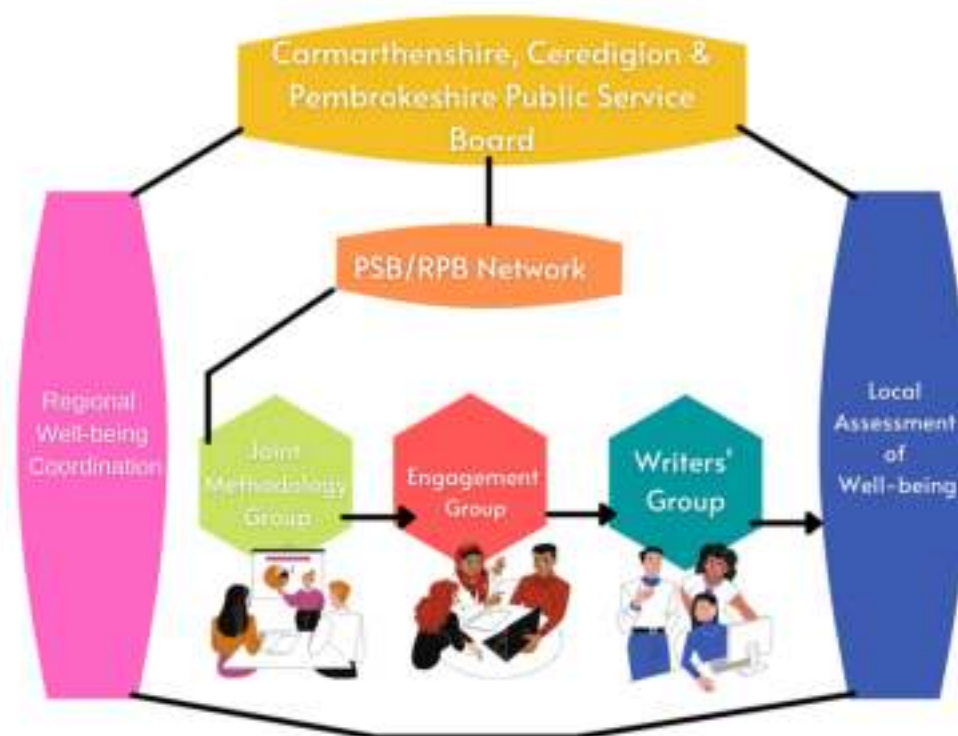 Carmarthenshire, Ceredigion &
Pembrokeshire Public Service
Board
PSB/RPB Network
Regional
Well-being
Coordination
Joint
Methodology
Group
Engagement
Group
Writers'
Group
Local
Assessment
of
Well-being